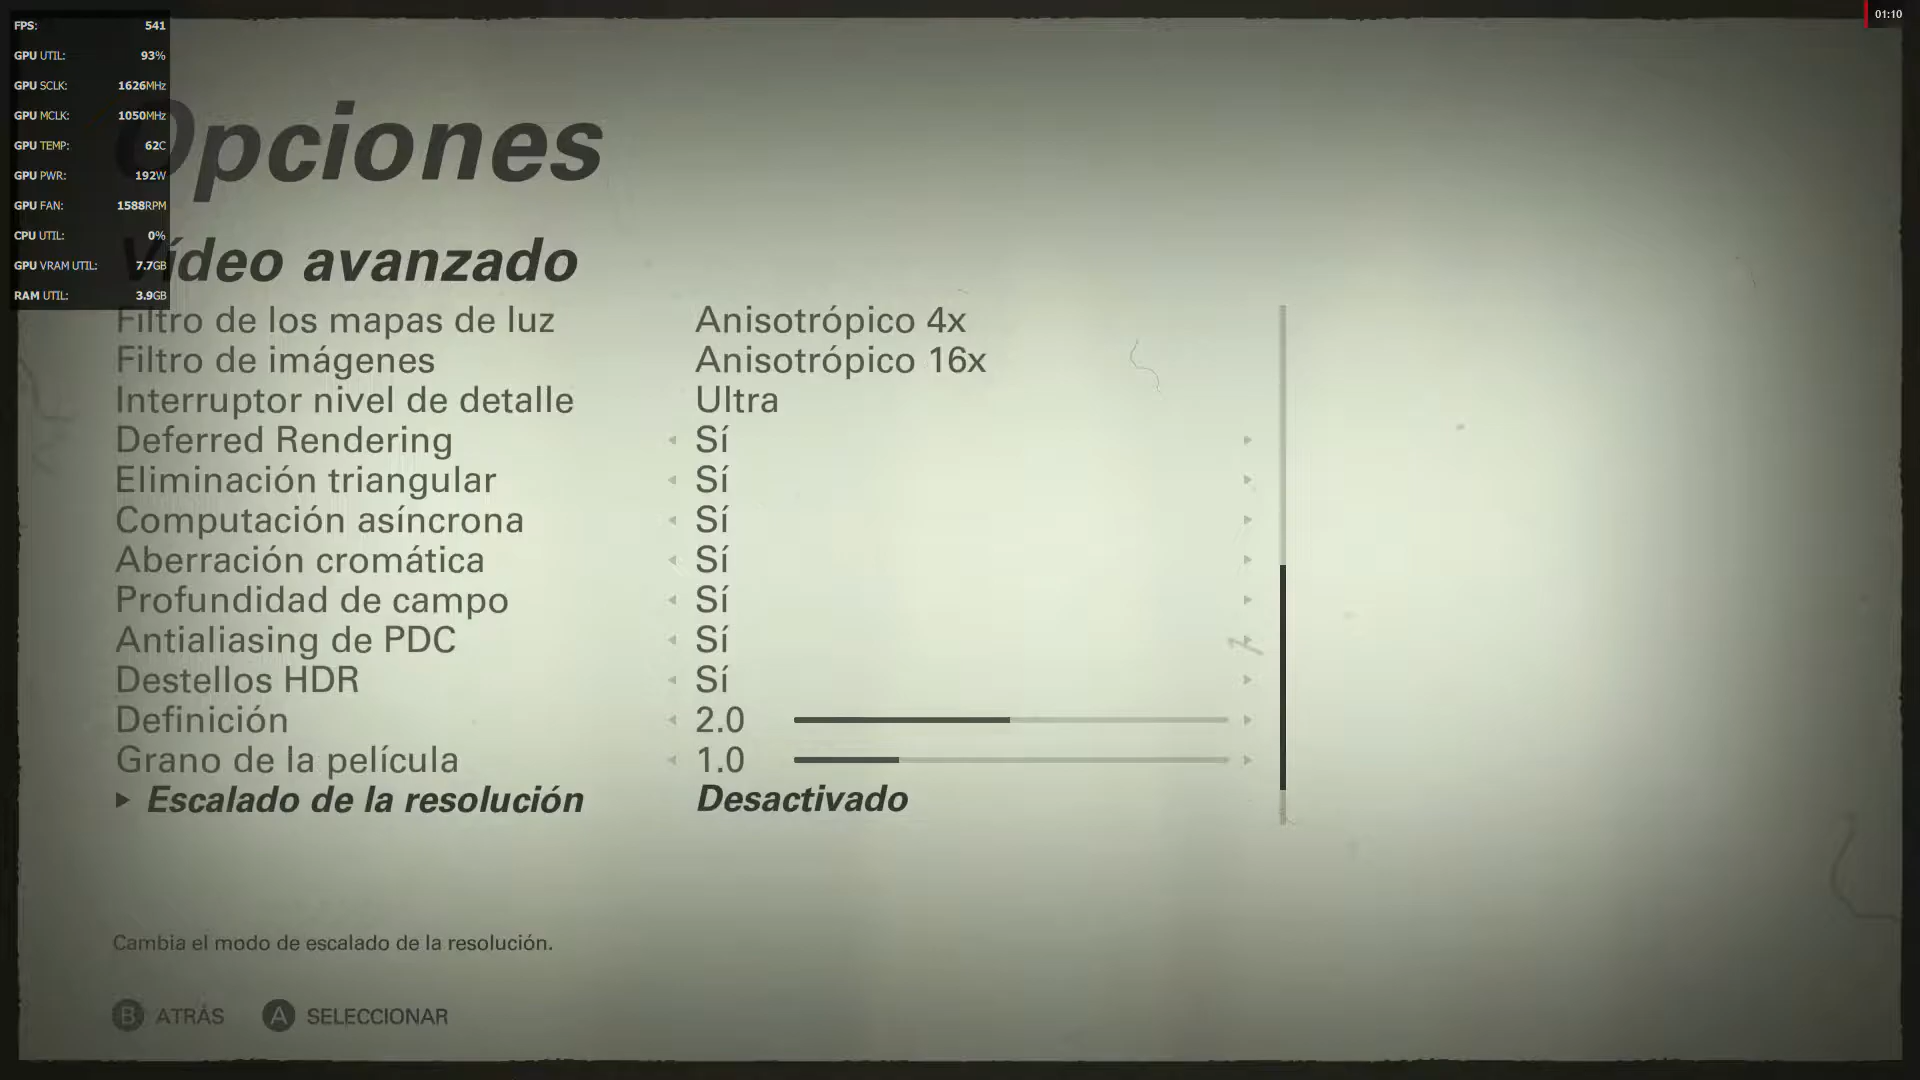 FPS: 541
GPU UTIL: 93%
GPU SCLK: 1626MHz
GPU MCLK: 1050MHz
GPU TEMP: 62C
GPU PWR: 192W
GPU FAN: 1588RPM
CPU UTIL: 0%
GPU VRAM UTIL: 7.7GB
RAM UTIL: 3.9GB
01:10
Opciones
Vídeo avanzado
Filtro de los mapas de luz Anisotrópico 4x
Filtro de imágenes Anisotrópico 16x
Interruptor nivel de detalle Ultra
Deferred Rendering Sí
Eliminación triangular Sí
Computación asíncrona Sí
Aberración cromática Sí
Profundidad de campo Sí
Antialiasing de PDC Sí
Destellos HDR Sí
Definición 2.0
Grano de la película 1.0
Escalado de la resolución Desactivado
Cambia el modo de escalado de la resolución.
B ATRÁS A SELECCIONAR